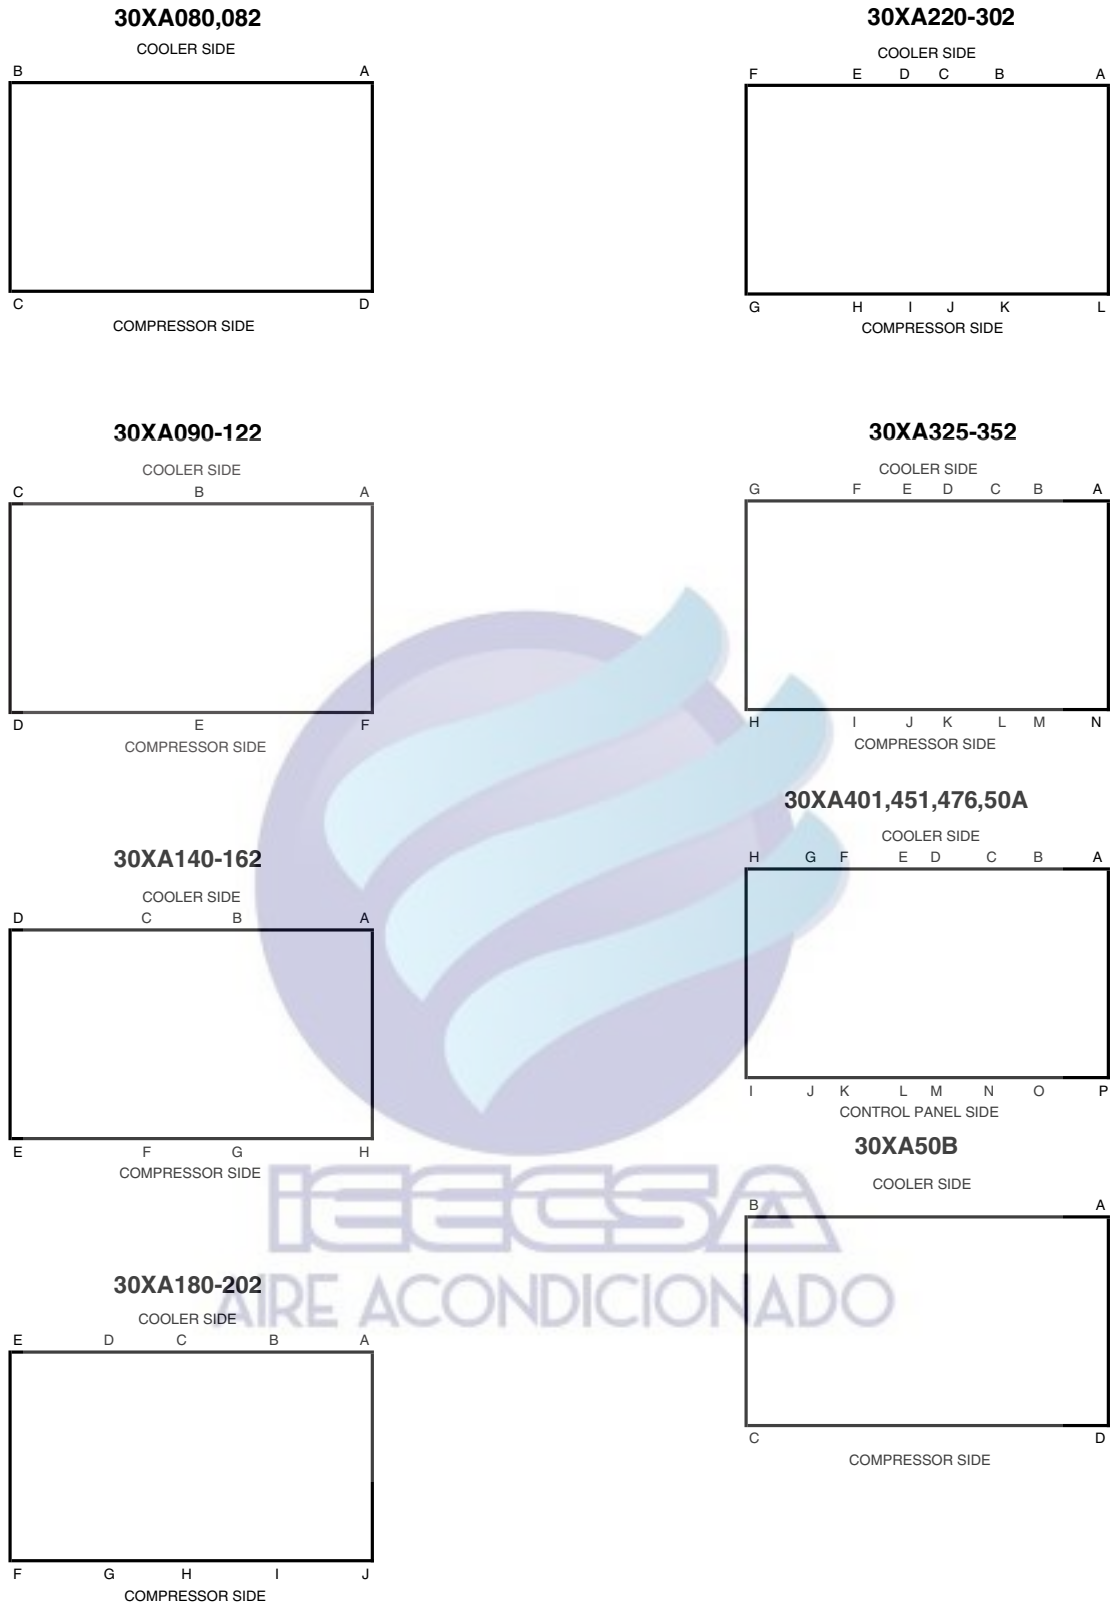 30XA080,082
COOLER SIDE
B A
C D
COMPRESSOR SIDE
30XA090-122
COOLER SIDE
C B A
D E F
COMPRESSOR SIDE
30XA140-162
COOLER SIDE
D C B A
E F G H
COMPRESSOR SIDE
30XA180-202
COOLER SIDE
E D C B A
F G H I J
COMPRESSOR SIDE
30XA220-302
COOLER SIDE
F E D C B A
G H I J K L
COMPRESSOR SIDE
30XA325-352
COOLER SIDE
G F E D C B A
H I J K L M N
COMPRESSOR SIDE
30XA401,451,476,50A
COOLER SIDE
H G F E D C B A
I J K L M N O P
CONTROL PANEL SIDE
30XA50B
COOLER SIDE
B A
C D
COMPRESSOR SIDE
IEECSA
AIRE ACONDICIONADO